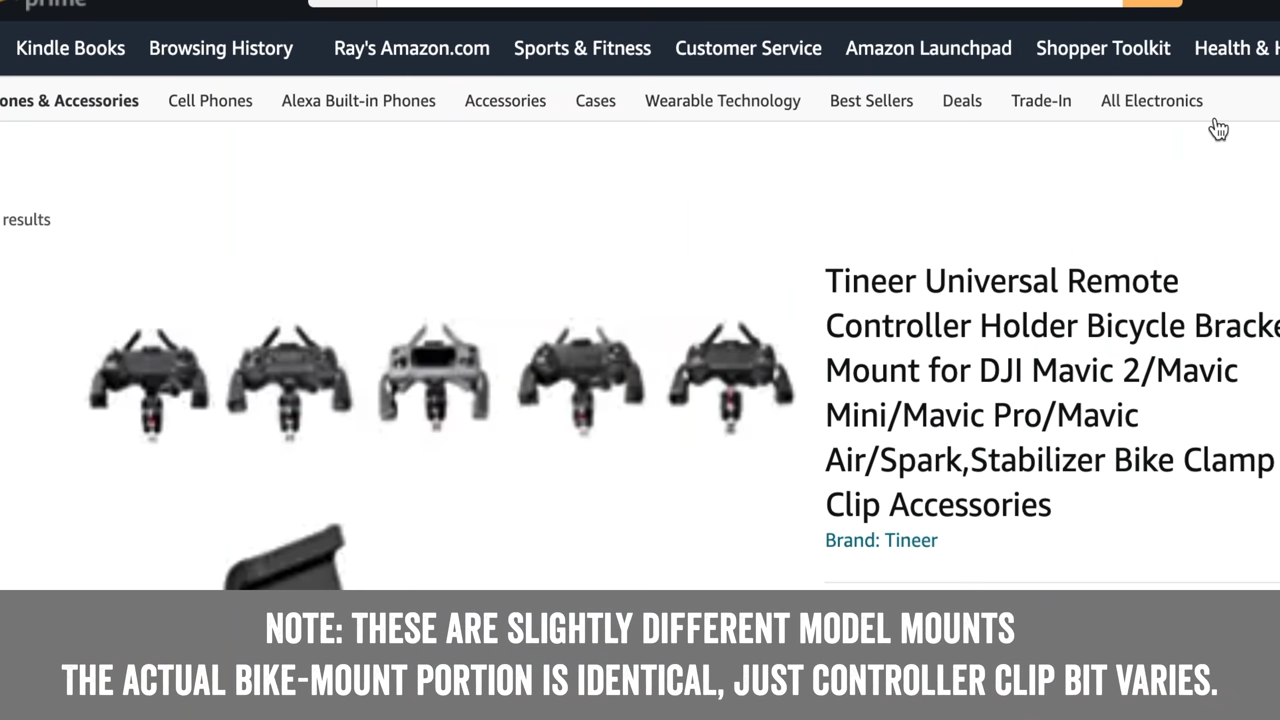 prime
Kindle Books Browsing History Ray's Amazon.com Sports & Fitness Customer Service Amazon Launchpad Shopper Toolkit Health & H
ones & Accessories Cell Phones Alexa Built-in Phones Accessories Cases Wearable Technology Best Sellers Deals Trade-In All Electronics
results
Tineer Universal Remote
Controller Holder Bicycle Bracke
Mount for DJI Mavic 2/Mavic
Mini/Mavic Pro/Mavic
Air/Spark,Stabilizer Bike Clamp
Clip Accessories
Brand: Tineer
NOTE: THESE ARE SLIGHTLY DIFFERENT MODEL MOUNTS
THE ACTUAL BIKE-MOUNT PORTION IS IDENTICAL, JUST CONTROLLER CLIP BIT VARIES.